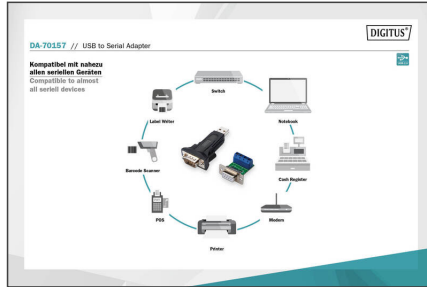 DIGITUS®
DA-70157 // USB to Serial Adapter
Kompatibel mit nahezu
allen seriellen Geräten
Compatible to almost
all seriell devices
Switch
Label Writer
Notebook
Barcode Scanner
Cash Register
POS
Modem
Printer